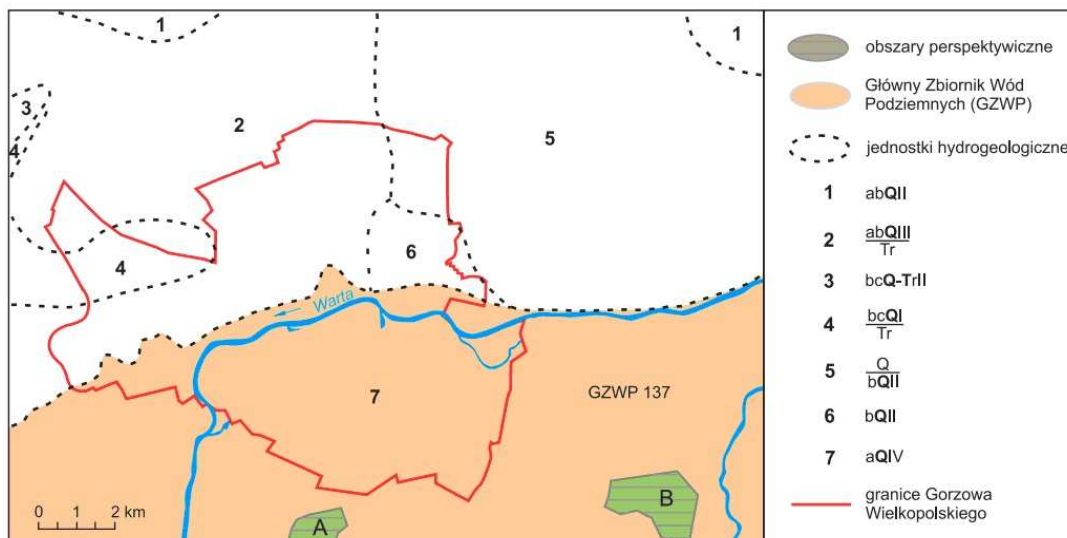 1
1
3
2
5
4
4
6
Warta
7
GZWP 137
0 1 2 km
A
B
obszary perspektywiczne
Główny Zbiornik Wód
Podziemnych (GZWP)
jednostki hydrogeologiczne
1 abQII
2 abQIII
Tr
3 bcQ-TrII
4 bcQI
Tr
5 Q
bQII
6 bQII
7 aQIV
granice Gorzowa
Wielkopolskiego